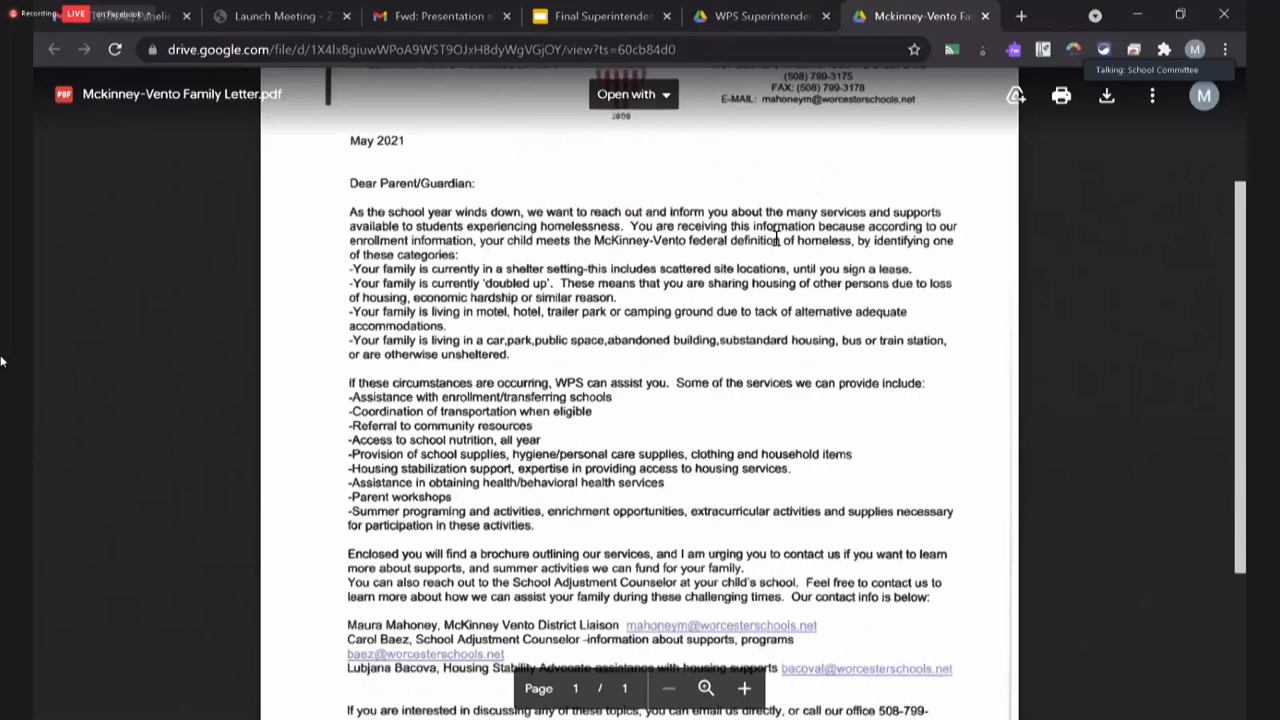 Recording LIVE on Facebook
Launch Meeting - Z
Fwd: Presentation s
Final Superintenden
WPS Superintende
Mckinney-Vento Fa
drive.google.com/file/d/1X4lx8giuwWPoA9WST9OJxH8dyWgVGjOY/view?ts=60cb84d0
M
Talking: School Committee
PDF Mckinney-Vento Family Letter.pdf
Open with
M
(508) 799-3175
FAX: (508) 799-3178
E-MAIL: mahoneym@worcesterschools.net
2000
May 2021
Dear Parent/Guardian:
As the school year winds down, we want to reach out and inform you about the many services and supports
available to students experiencing homelessness. You are receiving this information because according to our
enrollment information, your child meets the McKinney-Vento federal definition of homeless, by identifying one
of these categories:
-Your family is currently in a shelter setting-this includes scattered site locations, until you sign a lease.
-Your family is currently 'doubled up'. These means that you are sharing housing of other persons due to loss
of housing, economic hardship or similar reason.
-Your family is living in motel, hotel, trailer park or camping ground due to tack of alternative adequate
accommodations.
-Your family is living in a car,park,public space,abandoned building,substandard housing, bus or train station,
or are otherwise unsheltered.
If these circumstances are occurring, WPS can assist you. Some of the services we can provide include:
-Assistance with enrollment/transferring schools
-Coordination of transportation when eligible
-Referral to community resources
-Access to school nutrition, all year
-Provision of school supplies, hygiene/personal care supplies, clothing and household items
-Housing stabilization support, expertise in providing access to housing services.
-Assistance in obtaining health/behavioral health services
-Parent workshops
-Summer programing and activities, enrichment opportunities, extracurricular activities and supplies necessary
for participation in these activities.
Enclosed you will find a brochure outlining our services, and I am urging you to contact us if you want to learn
more about supports, and summer activities we can fund for your family.
You can also reach out to the School Adjustment Counselor at your child's school. Feel free to contact us to
learn more about how we can assist your family during these challenging times. Our contact info is below:
Maura Mahoney, McKinney Vento District Liaison mahoneym@worcesterschools.net
Carol Baez, School Adjustment Counselor -information about supports, programs
baez@worcesterschools.net
Lubjana Bacova, Housing Stability Advocate-assistance with housing supports bacoval@worcesterschools.net
Page 1 / 1
If you are interested in discussing any of these topics, you can email us directly, or call our office 508-799-